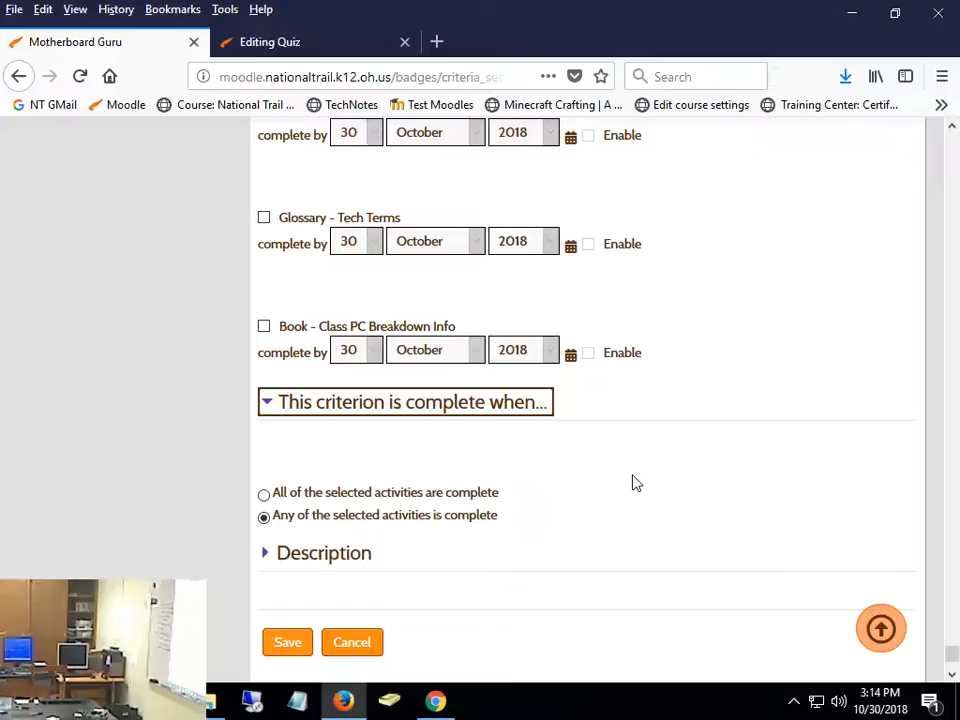 File Edit View History Bookmarks Tools Help
Motherboard Guru
Editing Quiz
moodle.nationaltrail.k12.oh.us/badges/criteria_se
Search
NT GMail Moodle Course: National Trail ... TechNotes Test Moodles Minecraft Crafting | A ... Edit course settings Training Center: Certif...
complete by 30 October 2018 Enable
Glossary - Tech Terms
complete by 30 October 2018 Enable
Book - Class PC Breakdown Info
complete by 30 October 2018 Enable
This criterion is complete when...
All of the selected activities are complete
Any of the selected activities is complete
Description
Save Cancel
3:14 PM
10/30/2018
1